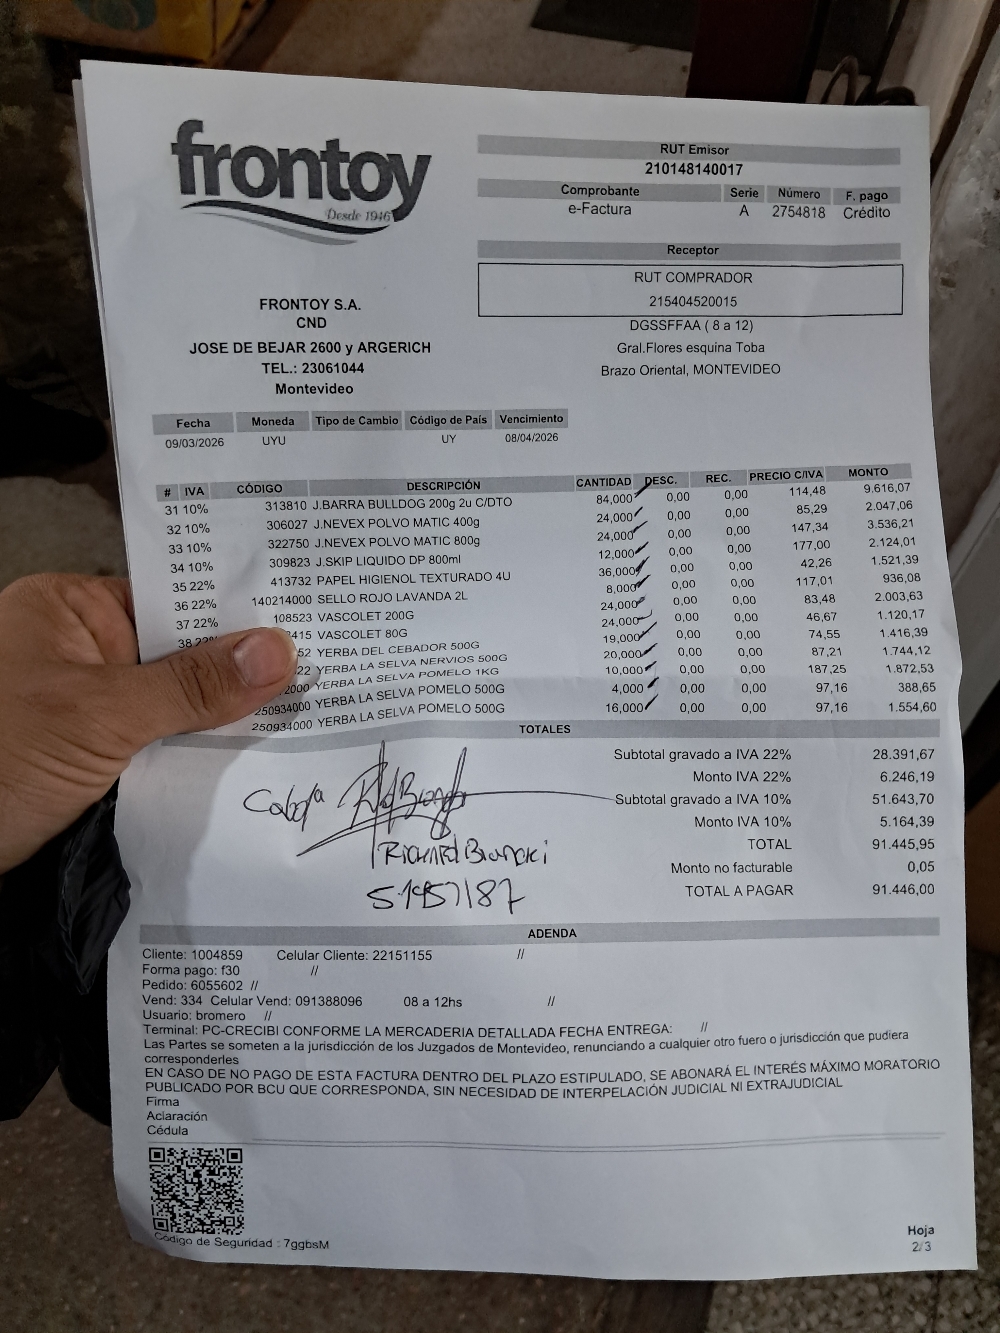 frontoy
Desde 1946
RUT Emisor
210148140017
Comprobante Serie Número F. pago
e-Factura A 2754818 Crédito
Receptor
RUT COMPRADOR
215404520015
DGSSFFAA ( 8 a 12)
Gral.Flores esquina Toba
Brazo Oriental, MONTEVIDEO
FRONTOY S.A.
CND
JOSE DE BEJAR 2600 y ARGERICH
TEL.: 23061044
Montevideo
Fecha Moneda Tipo de Cambio Código de País Vencimiento
09/03/2026 UYU UY 08/04/2026
# IVA CÓDIGO DESCRIPCIÓN CANTIDAD DESC. REC. PRECIO C/IVA MONTO
31 10% 313810 J.BARRA BULLDOG 200g 2u C/DTO 84,000 0,00 0,00 114,48 9.616,07
32 10% 306027 J.NEVEX POLVO MATIC 400g 24,000 0,00 0,00 85,29 2.047,06
33 10% 322750 J.NEVEX POLVO MATIC 800g 24,000 0,00 0,00 147,34 3.536,21
34 10% 309823 J.SKIP LIQUIDO DP 800ml 12,000 0,00 0,00 177,00 2.124,01
35 22% 413732 PAPEL HIGIENOL TEXTURADO 4U 36,000 0,00 0,00 42,26 1.521,39
36 22% 140214000 SELLO ROJO LAVANDA 2L 8,000 0,00 0,00 117,01 936,08
37 22% 108523 VASCOLET 200G 24,000 0,00 0,00 83,48 2.003,63
38 22% 415 VASCOLET 80G 24,000 0,00 0,00 46,67 1.120,17
52 YERBA DEL CEBADOR 500G 19,000 0,00 0,00 74,55 1.416,39
22 YERBA LA SELVA NERVIOS 500G 20,000 0,00 0,00 87,21 1.744,12
2000 YERBA LA SELVA POMELO 1KG 10,000 0,00 0,00 187,25 1.872,53
250934000 YERBA LA SELVA POMELO 500G 4,000 0,00 0,00 97,16 388,65
250934000 YERBA LA SELVA POMELO 500G 16,000 0,00 0,00 97,16 1.554,60
TOTALES
Subtotal gravado a IVA 22% 28.391,67
Monto IVA 22% 6.246,19
Subtotal gravado a IVA 10% 51.643,70
Monto IVA 10% 5.164,39
TOTAL 91.445,95
Monto no facturable 0,05
TOTAL A PAGAR 91.446,00
Richard Bianchi
ADENDA
Cliente: 1004859 Celular Cliente: 22151155 //
Forma pago: f30 //
Pedido: 6055602 //
Vend: 334 Celular Vend: 091388096 08 a 12hs //
Usuario: bromero //
Terminal: PC-CRECIBI CONFORME LA MERCADERIA DETALLADA FECHA ENTREGA: //
Las Partes se someten a la jurisdicción de los Juzgados de Montevideo, renunciando a cualquier otro fuero o jurisdicción que pudiera
corresponderles
EN CASO DE NO PAGO DE ESTA FACTURA DENTRO DEL PLAZO ESTIPULADO, SE ABONARÁ EL INTERÉS MÁXIMO MORATORIO
PUBLICADO POR BCU QUE CORRESPONDA, SIN NECESIDAD DE INTERPELACIÓN JUDICIAL NI EXTRAJUDICIAL
Firma
Aclaración
Cédula
Código de Seguridad : 7ggbsM
Hoja
2/3